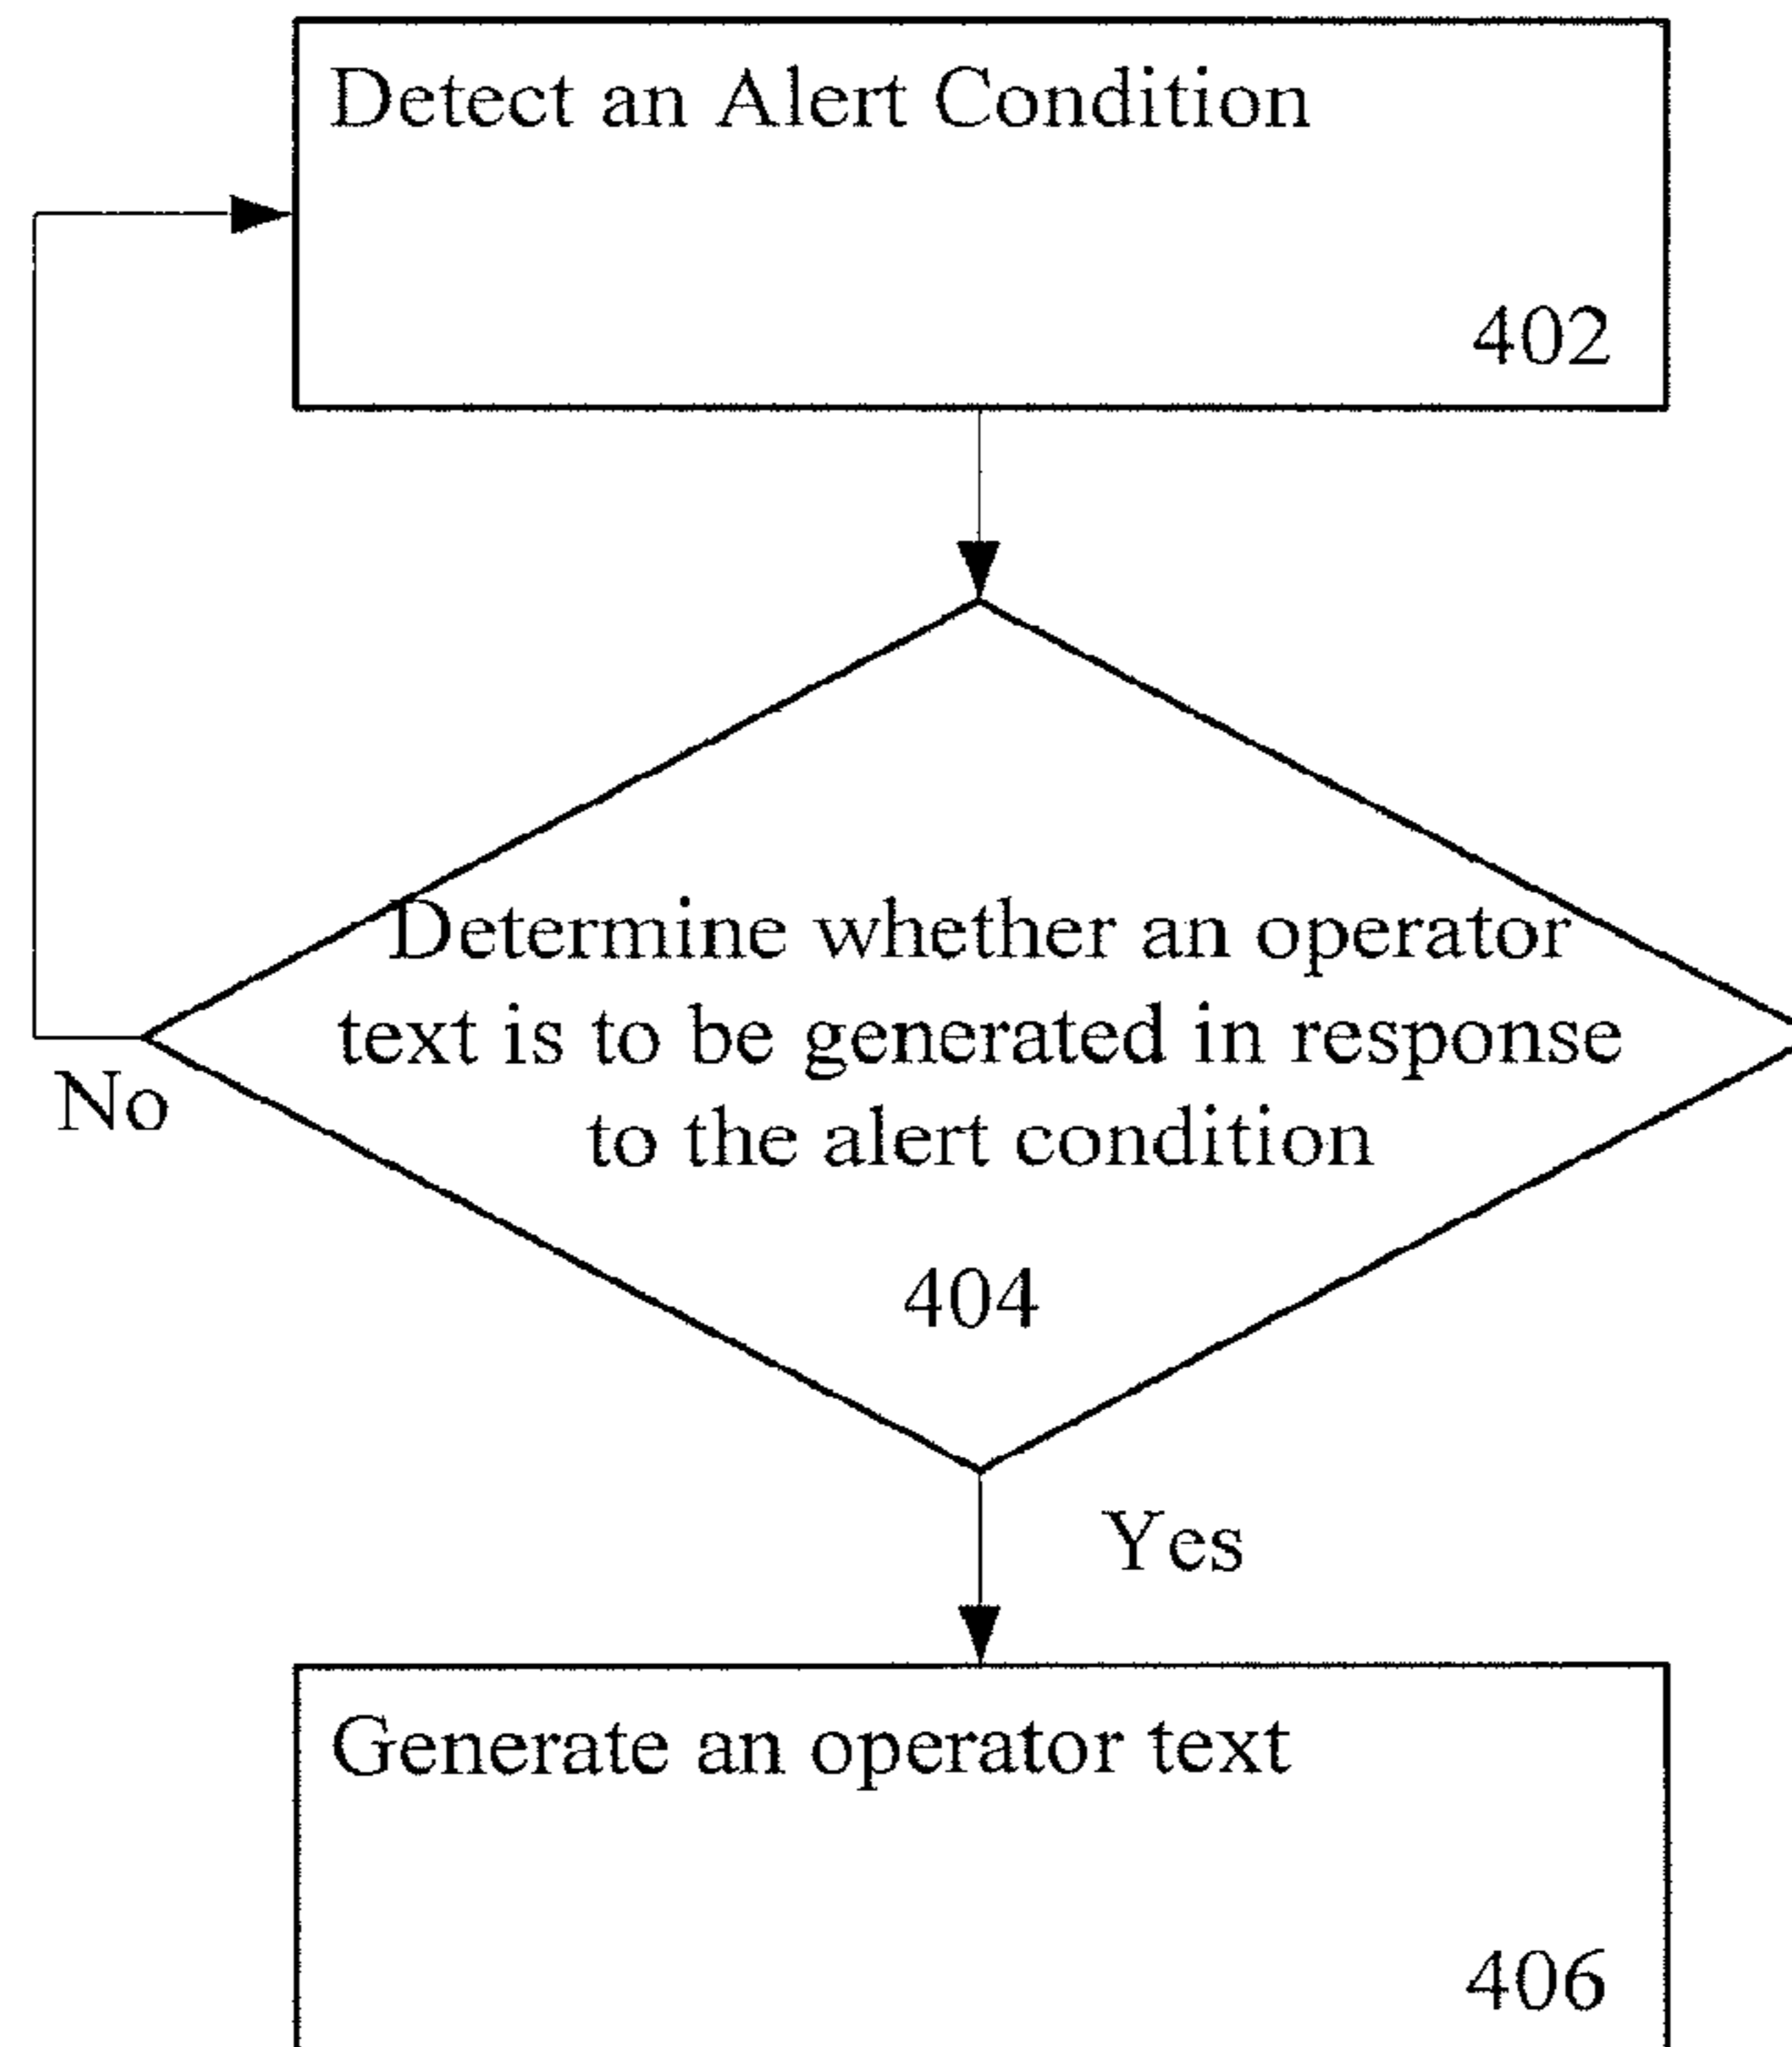 Detect an Alert Condition
402
Determine whether an operator
text is to be generated in response
to the alert condition
404
No
Yes
Generate an operator text
406